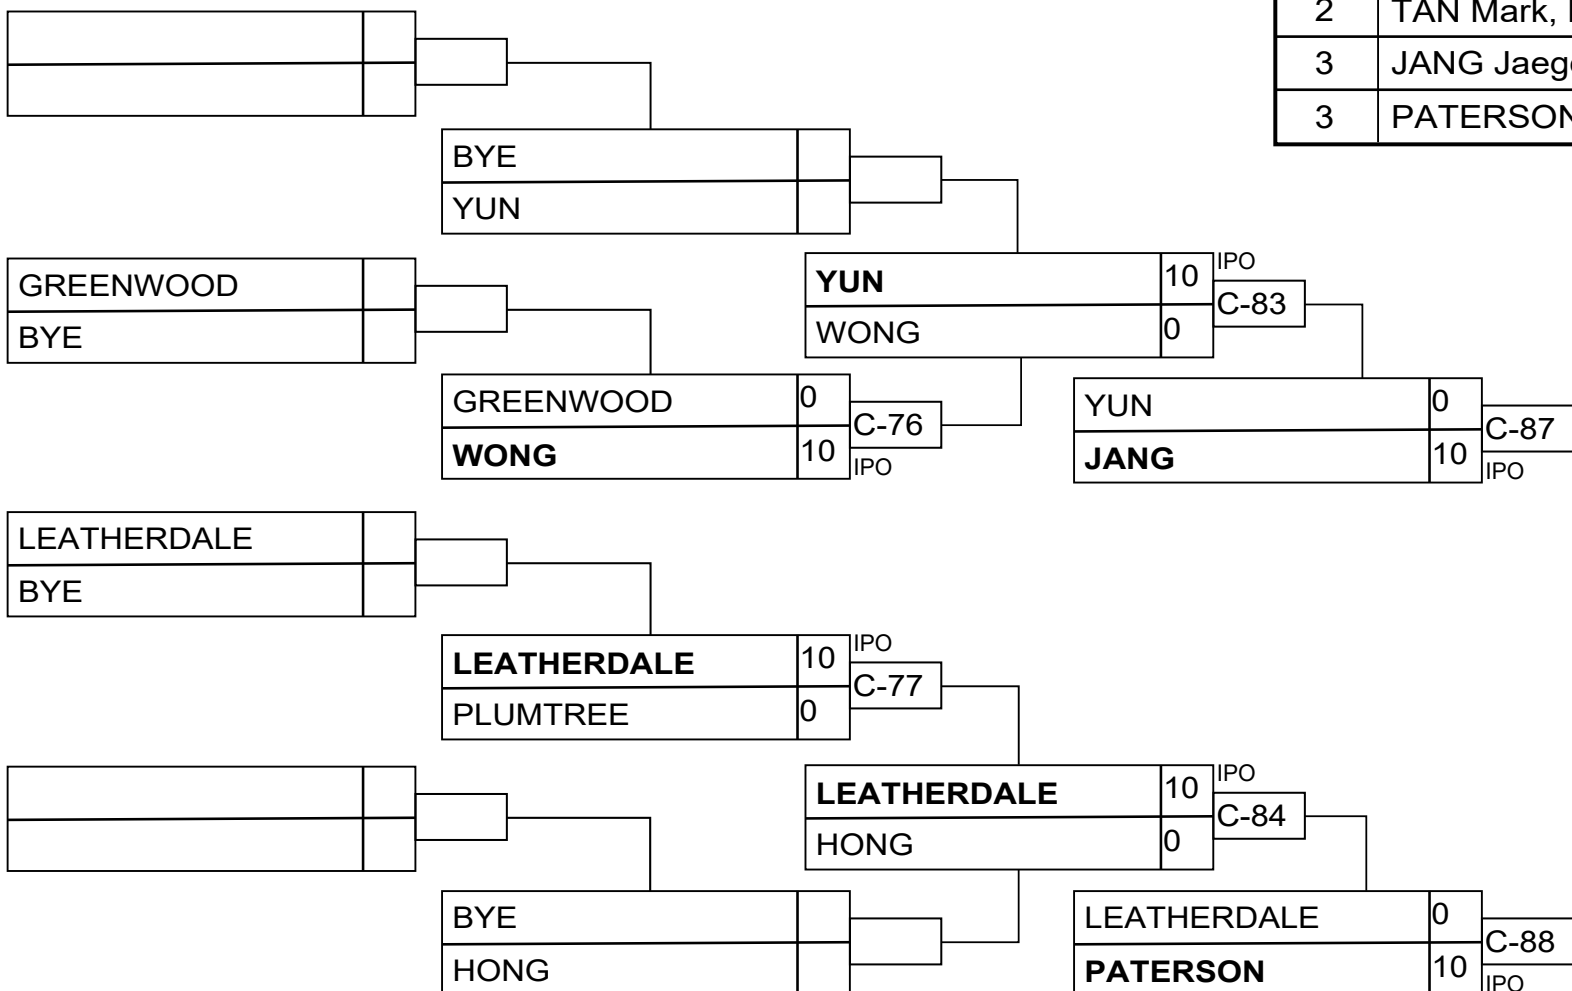 2 TAN Mark,
3 JANG
3 PATERSON
BYE
YUN
GREENWOOD
BYE
YUN 10 IPO
C-83
WONG 0
GREENWOOD 0
C-76
WONG 10 IPO
YUN 0
C-87
JANG 10 IPO
LEATHERDALE
BYE
LEATHERDALE 10 IPO
C-77
PLUMTREE 0
LEATHERDALE 10 IPO
C-84
HONG 0
BYE
HONG
LEATHERDALE 0
C-88
PATERSON 10 IPO